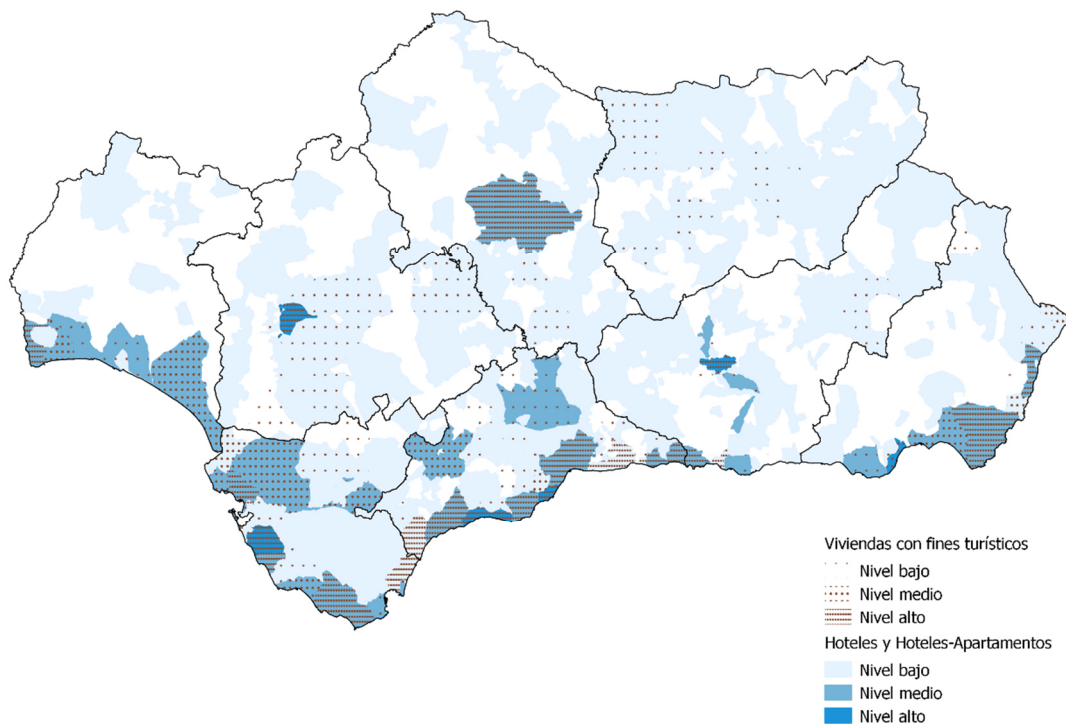 Viviendas con fines turísticos
Nivel bajo
Nivel medio
Nivel alto
Hoteles y Hoteles-Apartamentos
Nivel bajo
Nivel medio
Nivel alto